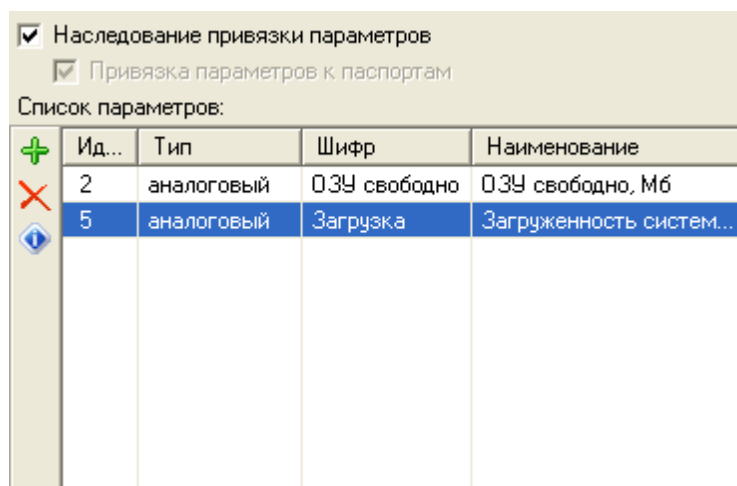 Наследование привязки параметров
Привязка параметров к паспортам
Список параметров:
Ид... Тип Шифр Наименование
2 аналоговый ОЗУ свободно ОЗУ свободно, Мб
5 аналоговый Загрузка Загруженность систем...